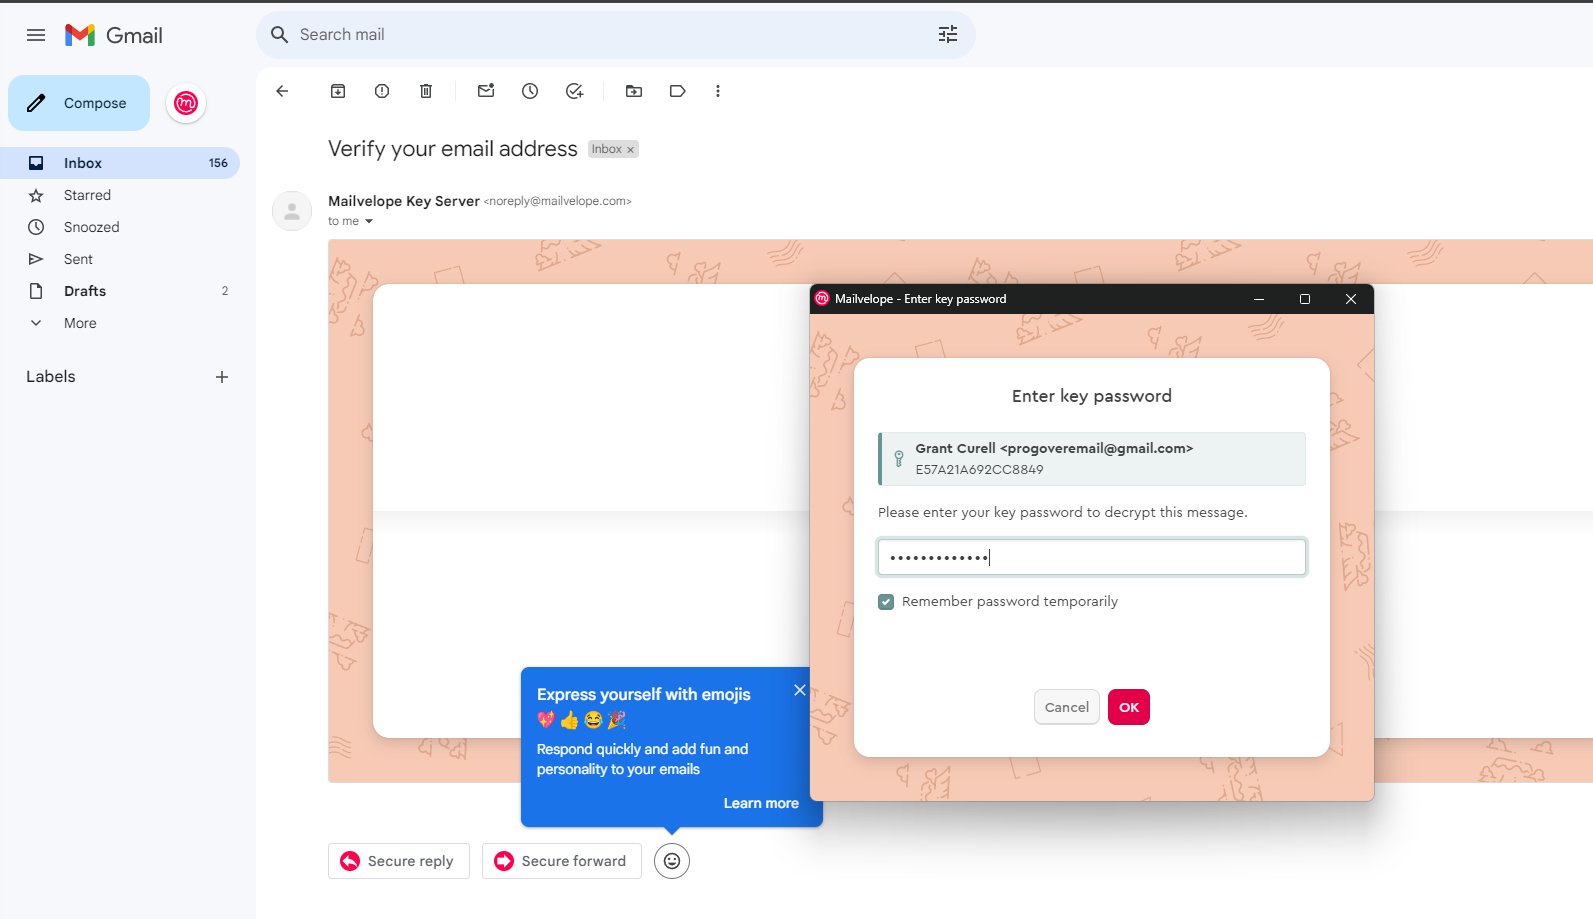 Gmail
Search mail
Compose
Inbox 156
Starred
Snoozed
Sent
Drafts 2
More
Labels
Verify your email address Inbox ×
Mailvelope Key Server <noreply@mailvelope.com>
to me
Mailvelope - Enter key password
Enter key password
Grant Curell <progoveremail@gmail.com>
E57A21A692CC8849
Please enter your key password to decrypt this message.
•••••••••••••
Remember password temporarily
Cancel OK
Express yourself with emojis
💖👍😂🎉
Respond quickly and add fun and
personality to your emails
Learn more
Secure reply Secure forward